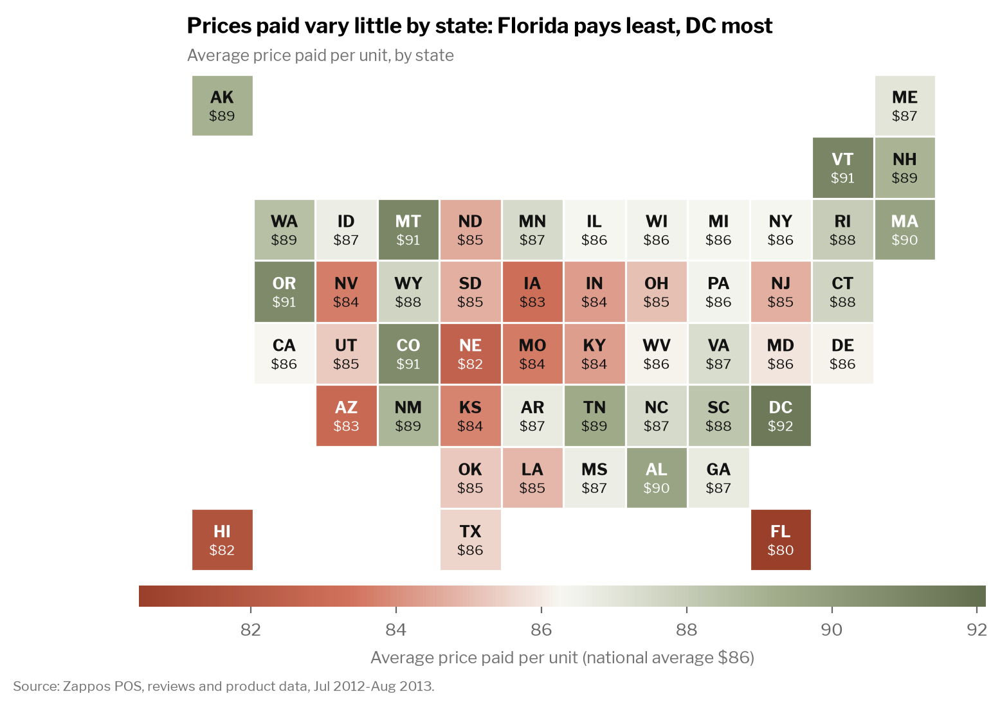 Prices paid vary little by state: Florida pays least, DC most
Average price paid per unit, by state
AK
$89
ME
$87
VT
$91
NH
$89
WA
$89
ID
$87
MT
$91
ND
$85
MN
$87
IL
$86
WI
$86
MI
$86
NY
$86
RI
$88
MA
$90
OR
$91
NV
$84
WY
$88
SD
$85
IA
$83
IN
$84
OH
$85
PA
$86
NJ
$85
CT
$88
CA
$86
UT
$85
CO
$91
NE
$82
MO
$84
KY
$84
WV
$86
VA
$87
MD
$86
DE
$86
AZ
$83
NM
$89
KS
$84
AR
$87
TN
$89
NC
$87
SC
$88
DC
$92
OK
$85
LA
$85
MS
$87
AL
$90
GA
$87
HI
$82
TX
$86
FL
$80
82 84 86 88 90 92
Average price paid per unit (national average $86)
Source: Zappos POS, reviews and product data, Jul 2012-Aug 2013.